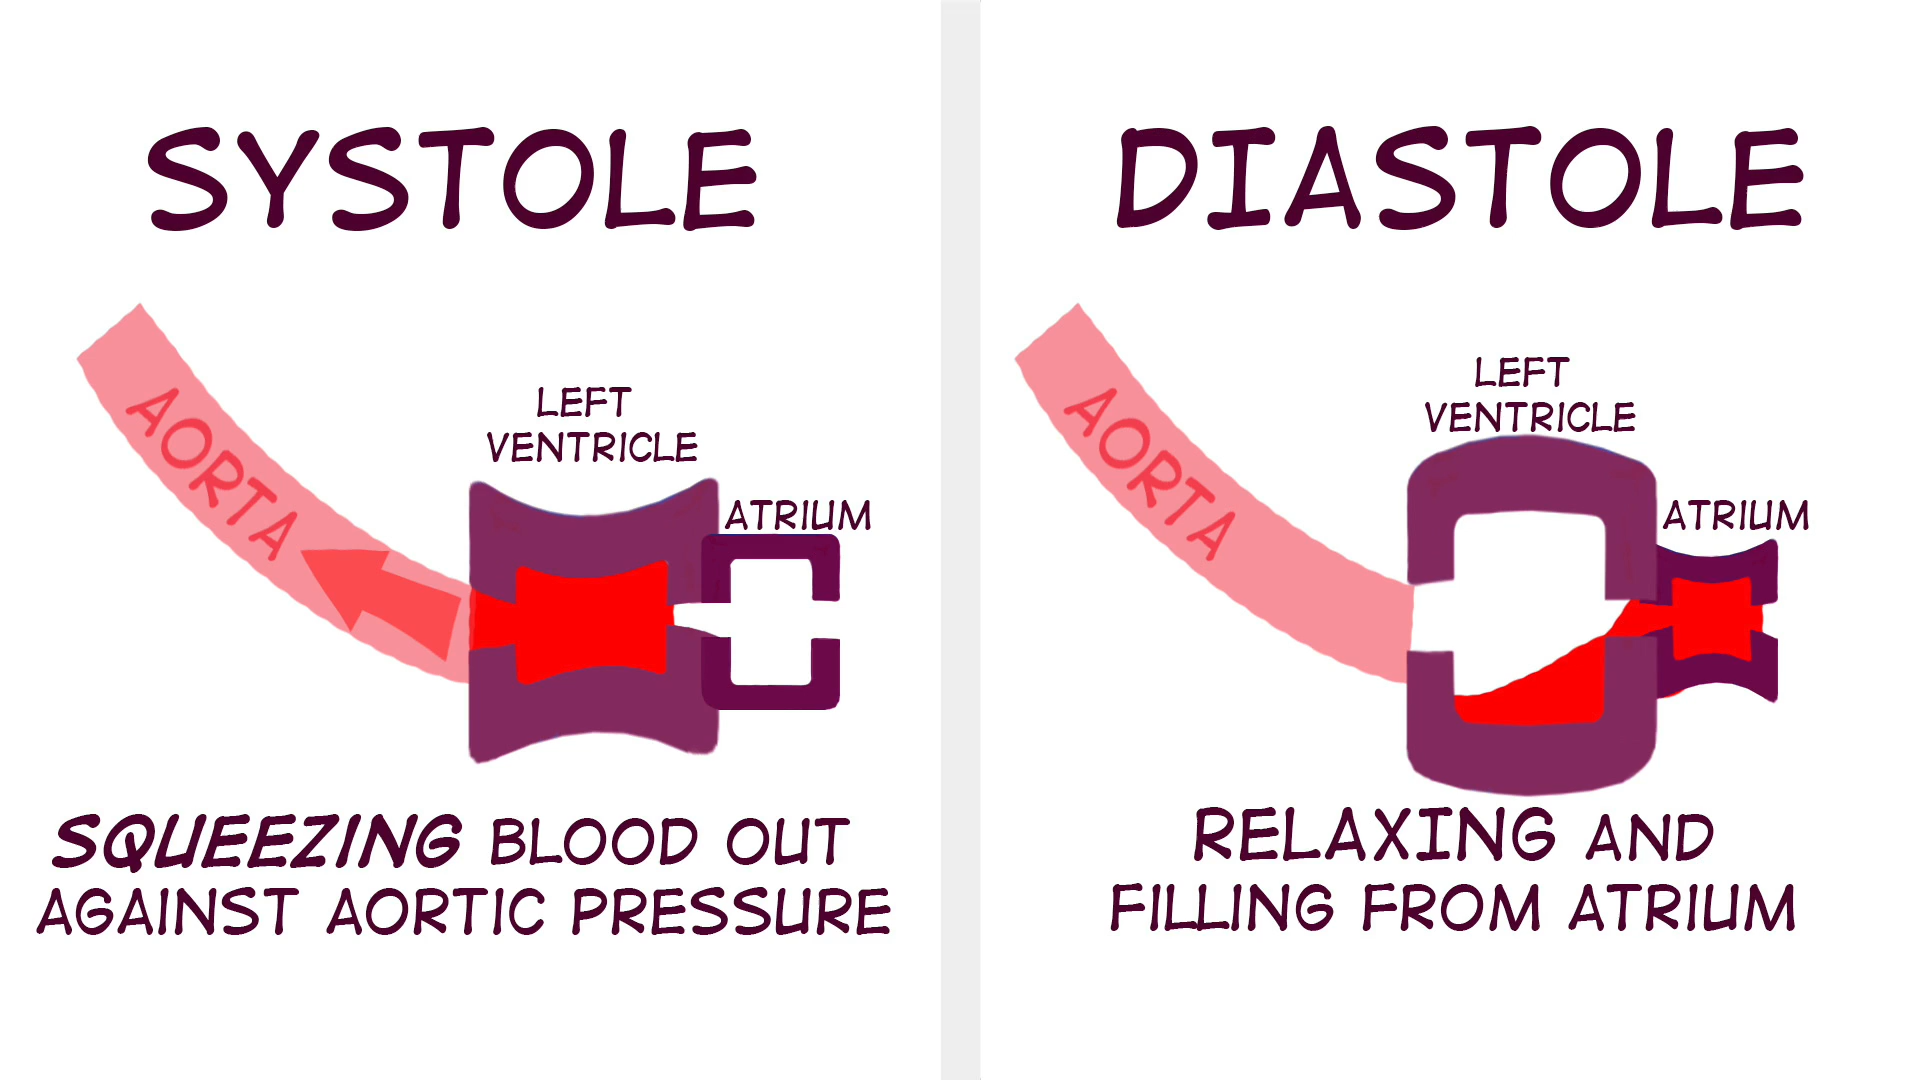 SYSTOLE
AORTA
LEFT
VENTRICLE
ATRIUM
SQUEEZING BLOOD OUT
AGAINST AORTIC PRESSURE
DIASTOLE
AORTA
LEFT
VENTRICLE
ATRIUM
RELAXING AND
FILLING FROM ATRIUM